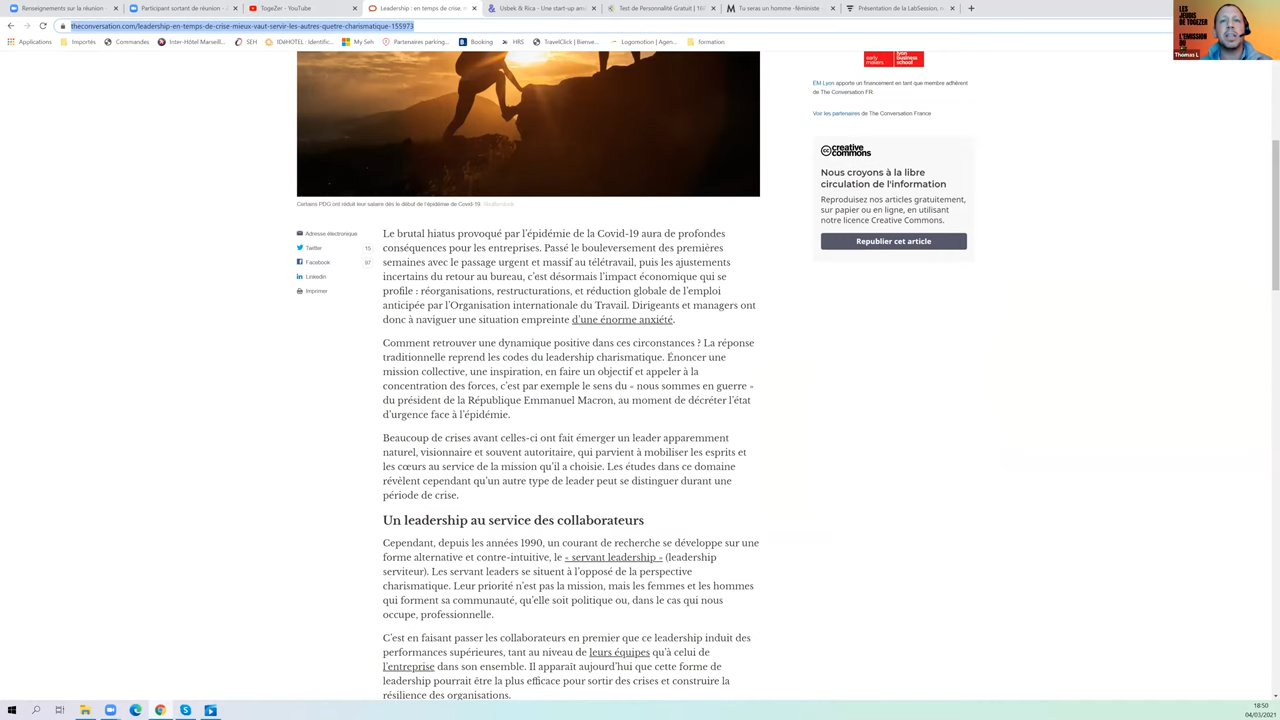 Renseignements sur la réunion -
Participant sortant de réunion -
TogeZer - YouTube
Leadership : en temps de crise, m
Usbek & Rica - Une start-up am
Test de Personnalité Gratuit | 16
Tu seras un homme -féministe
Présentation de la LabSession, n
theconversation.com/leadership-en-temps-de-crise-mieux-vaut-servir-les-autres-quetre-charismatique-155973
Applications
Importés
Commandes
Inter-Hôtel Marseill...
SEH
IDéHOTEL : Identific...
My Seh
Partenaires parking...
Booking
HRS
TravelClick | Bienve...
Logomotion | Agen...
formation
LES
JEUDIS
DE TOGEZER
L'EMISSION
Thomas L
early
makers
lyon
business
school
EM Lyon apporte un financement en tant que membre adhérent
de The Conversation FR.
Voir les partenaires de The Conversation France
creative
commons
Nous croyons à la libre
circulation de l'information
Reproduisez nos articles gratuitement,
sur papier ou en ligne, en utilisant
notre licence Creative Commons.
Republier cet article
Certains PDG ont réduit leur salaire dès le début de l'épidémie de Covid-19. Shutterstock
Adresse électronique
Twitter 15
Facebook 97
LinkedIn
Imprimer
Le brutal hiatus provoqué par l'épidémie de la Covid-19 aura de profondes
conséquences pour les entreprises. Passé le bouleversement des premières
semaines avec le passage urgent et massif au télétravail, puis les ajustements
incertains du retour au bureau, c'est désormais l'impact économique qui se
profile : réorganisations, restructurations, et réduction globale de l'emploi
anticipée par l'Organisation internationale du Travail. Dirigeants et managers ont
donc à naviguer une situation empreinte d'une énorme anxiété.
Comment retrouver une dynamique positive dans ces circonstances ? La réponse
traditionnelle reprend les codes du leadership charismatique. Énoncer une
mission collective, une inspiration, en faire un objectif et appeler à la
concentration des forces, c'est par exemple le sens du « nous sommes en guerre »
du président de la République Emmanuel Macron, au moment de décréter l'état
d'urgence face à l'épidémie.
Beaucoup de crises avant celles-ci ont fait émerger un leader apparemment
naturel, visionnaire et souvent autoritaire, qui parvient à mobiliser les esprits et
les cœurs au service de la mission qu'il a choisie. Les études dans ce domaine
révèlent cependant qu'un autre type de leader peut se distinguer durant une
période de crise.
Un leadership au service des collaborateurs
Cependant, depuis les années 1990, un courant de recherche se développe sur une
forme alternative et contre-intuitive, le « servant leadership » (leadership
serviteur). Les servant leaders se situent à l'opposé de la perspective
charismatique. Leur priorité n'est pas la mission, mais les femmes et les hommes
qui forment sa communauté, qu'elle soit politique ou, dans le cas qui nous
occupe, professionnelle.
C'est en faisant passer les collaborateurs en premier que ce leadership induit des
performances supérieures, tant au niveau de leurs équipes qu'à celui de
l'entreprise dans son ensemble. Il apparaît aujourd'hui que cette forme de
leadership pourrait être la plus efficace pour sortir des crises et construire la
résilience des organisations.
18:50
04/03/2021